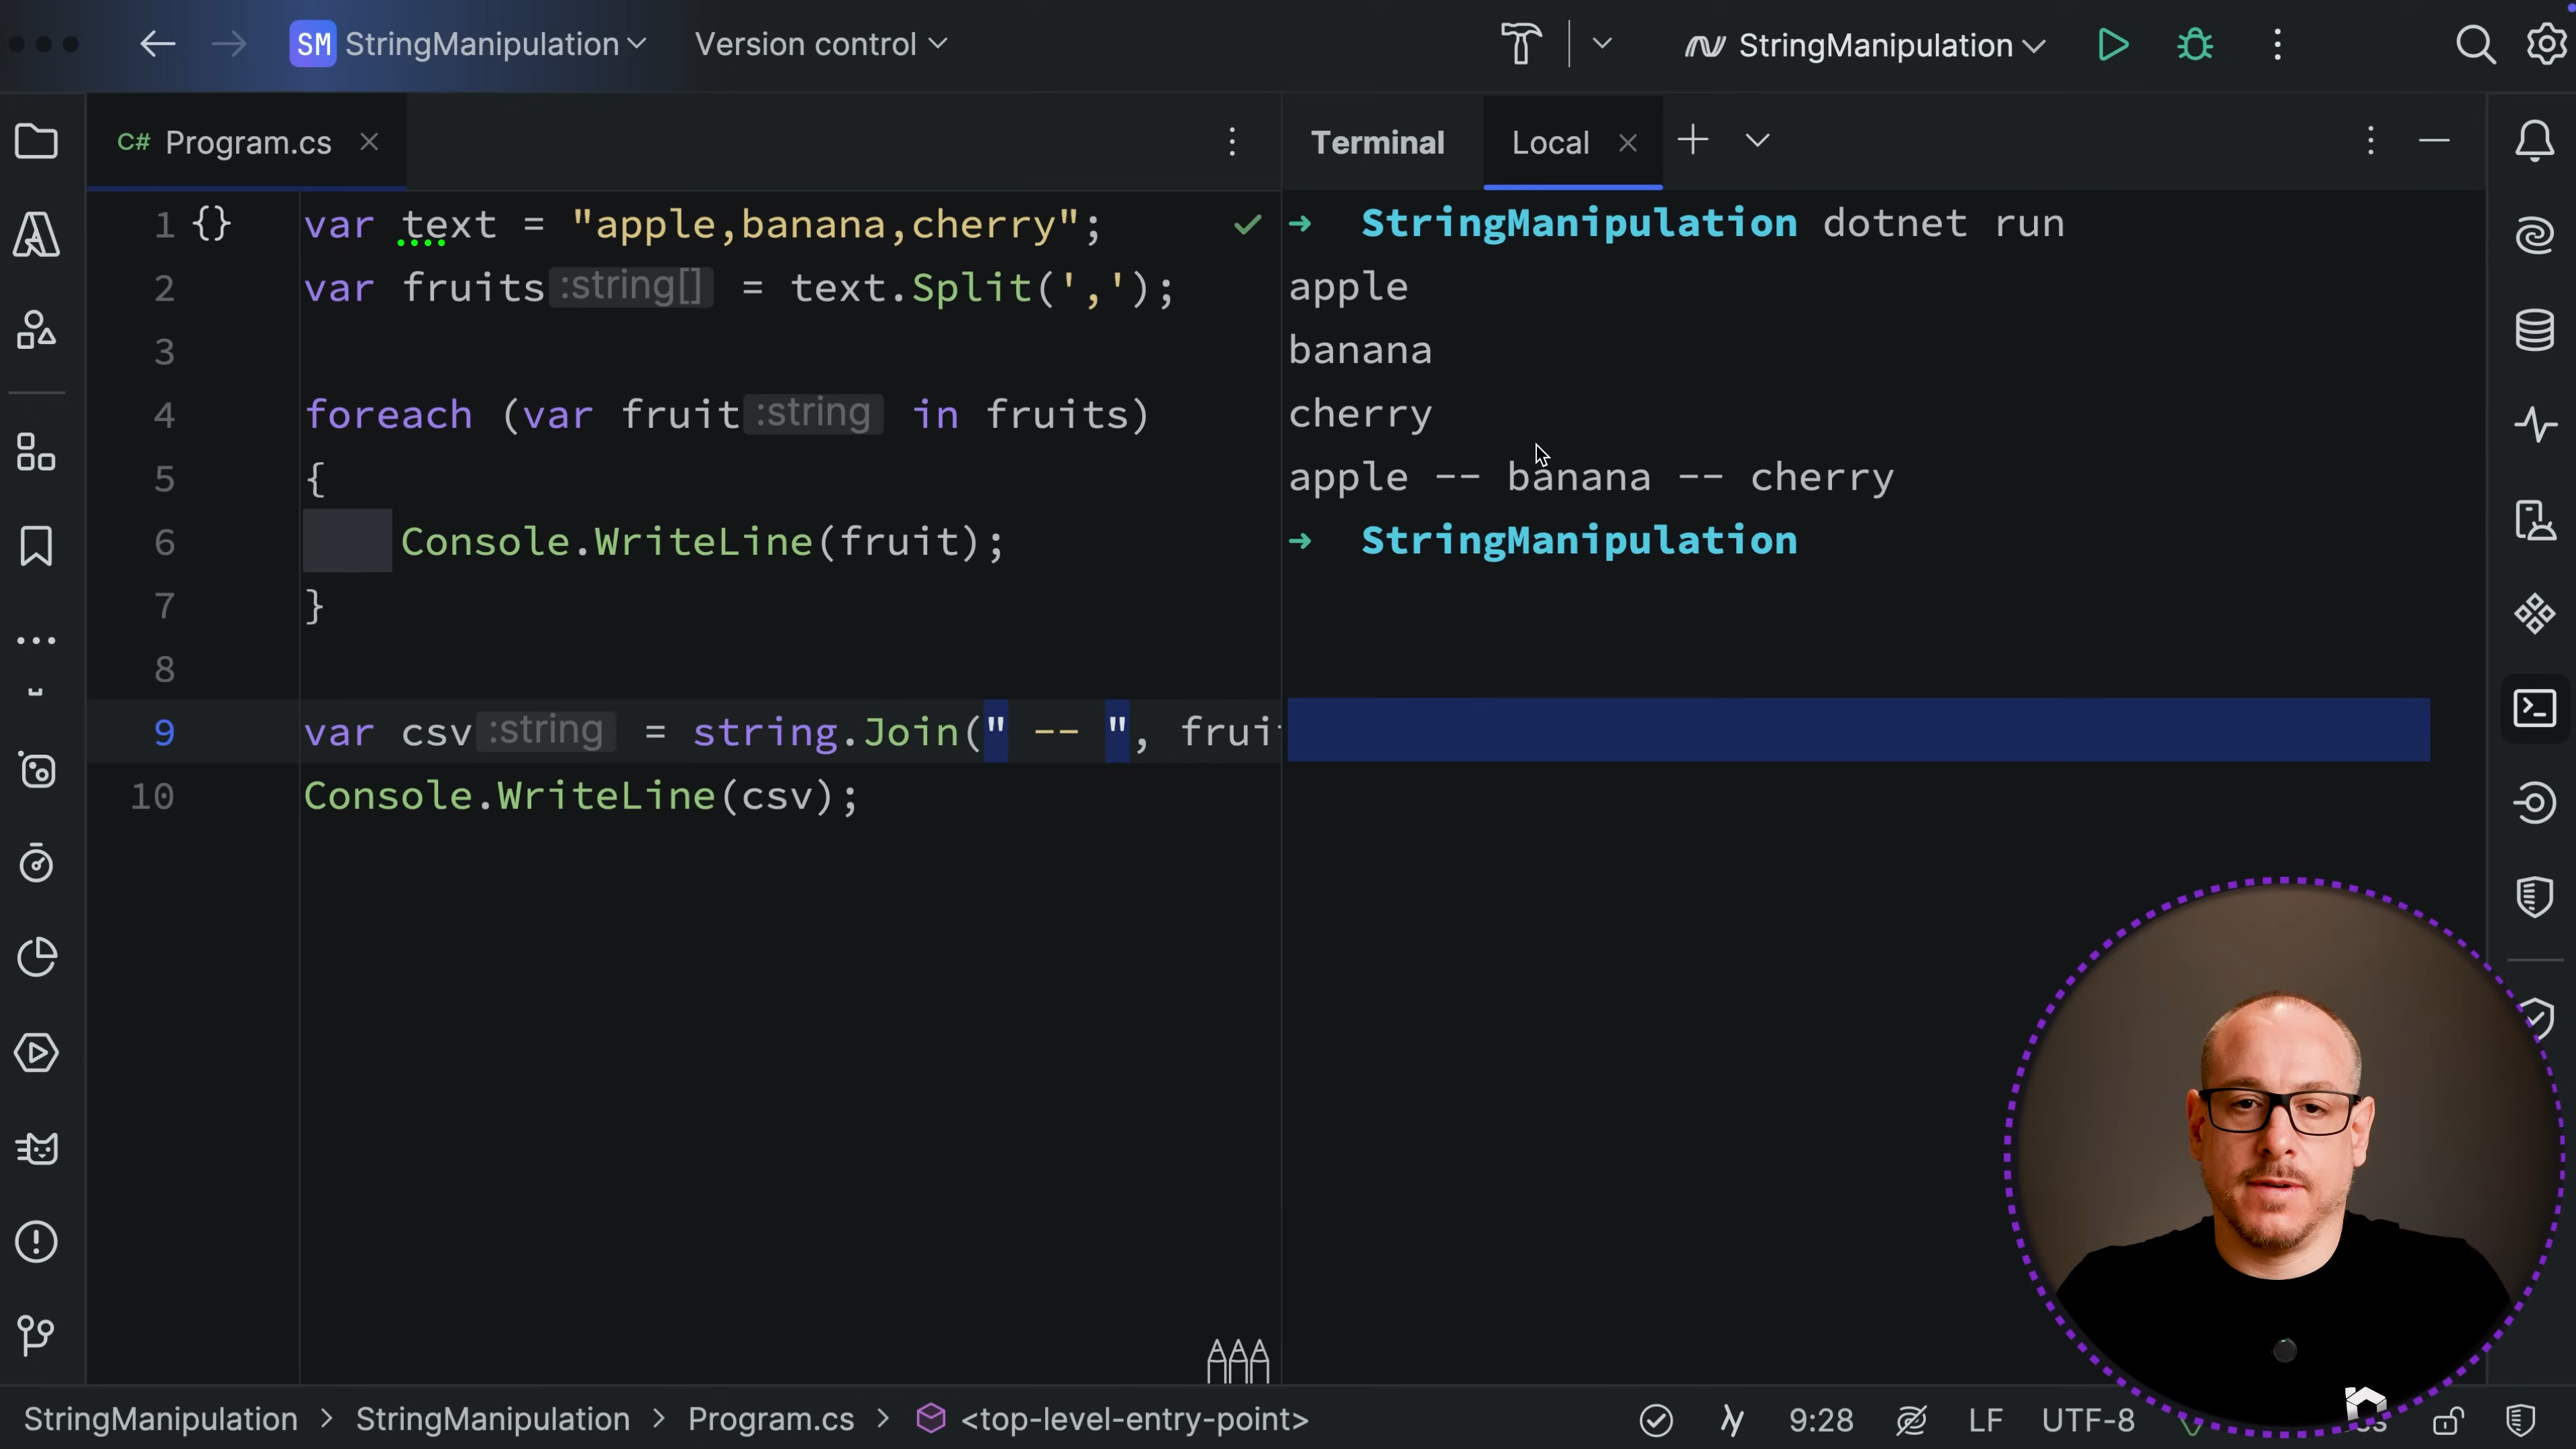 SM StringManipulation Version control StringManipulation
C# Program.cs
Terminal Local
1 {} var text = "apple,banana,cherry";
2 var fruits :string[] = text.Split(',');
3
4 foreach (var fruit :string in fruits)
5 {
6 Console.WriteLine(fruit);
7 }
8
9 var csv :string = string.Join(" -- ", frui
10 Console.WriteLine(csv);
→ StringManipulation dotnet run
apple
banana
cherry
apple -- banana -- cherry
→ StringManipulation
StringManipulation > StringManipulation > Program.cs > <top-level-entry-point> 9:28 LF UTF-8